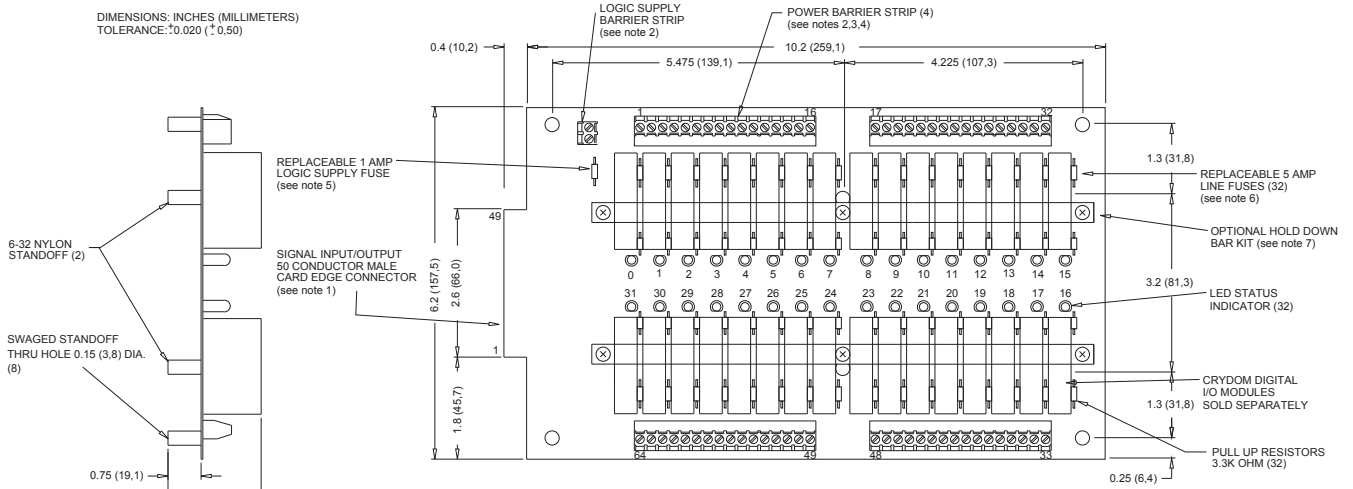 DIMENSIONS: INCHES (MILLIMETERS)
TOLERANCE:±0.020 (± 0,50)
LOGIC SUPPLY
BARRIER STRIP
(see note 2)
POWER BARRIER STRIP (4)
(see notes 2,3,4)
0.4 (10,2)
10.2 (259,1)
5.475 (139,1)
4.225 (107,3)
1
16
17
32
REPLACEABLE 1 AMP
LOGIC SUPPLY FUSE
(see note 5)
1.3 (31,8)
REPLACEABLE 5 AMP
LINE FUSES (32)
(see note 6)
49
6-32 NYLON
STANDOFF (2)
SIGNAL INPUT/OUTPUT
50 CONDUCTOR MALE
CARD EDGE CONNECTOR
(see note 1)
6.2 (157,5)
2.6 (66,0)
OPTIONAL HOLD DOWN
BAR KIT (see note 7)
0 1 2 3 4 5 6 7 8 9 10 11 12 13 14 15
3.2 (81,3)
31 30 29 28 27 26 25 24 23 22 21 20 19 18 17 16
LED STATUS
INDICATOR (32)
SWAGED STANDOFF
THRU HOLE 0.15 (3,8) DIA.
(8)
1
1.8 (45,7)
CRYDOM DIGITAL
I/O MODULES
SOLD SEPARATELY
1.3 (31,8)
64
49
48
33
PULL UP RESISTORS
3.3K OHM (32)
0.75 (19,1)
0.25 (6,4)